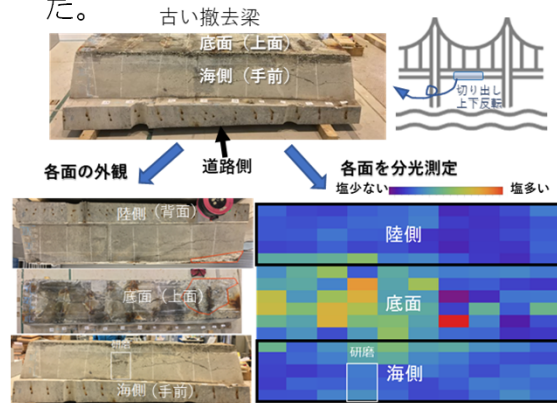 た。
古い撤去梁
底面（上面）
海側（手前）
切り出し
上下反転
道路側
各面の外観
各面を分光測定
塩少ない
塩多い
陸側（背面）
陸側
底面（上面）
底面
研磨
研磨
海側
海側（手前）